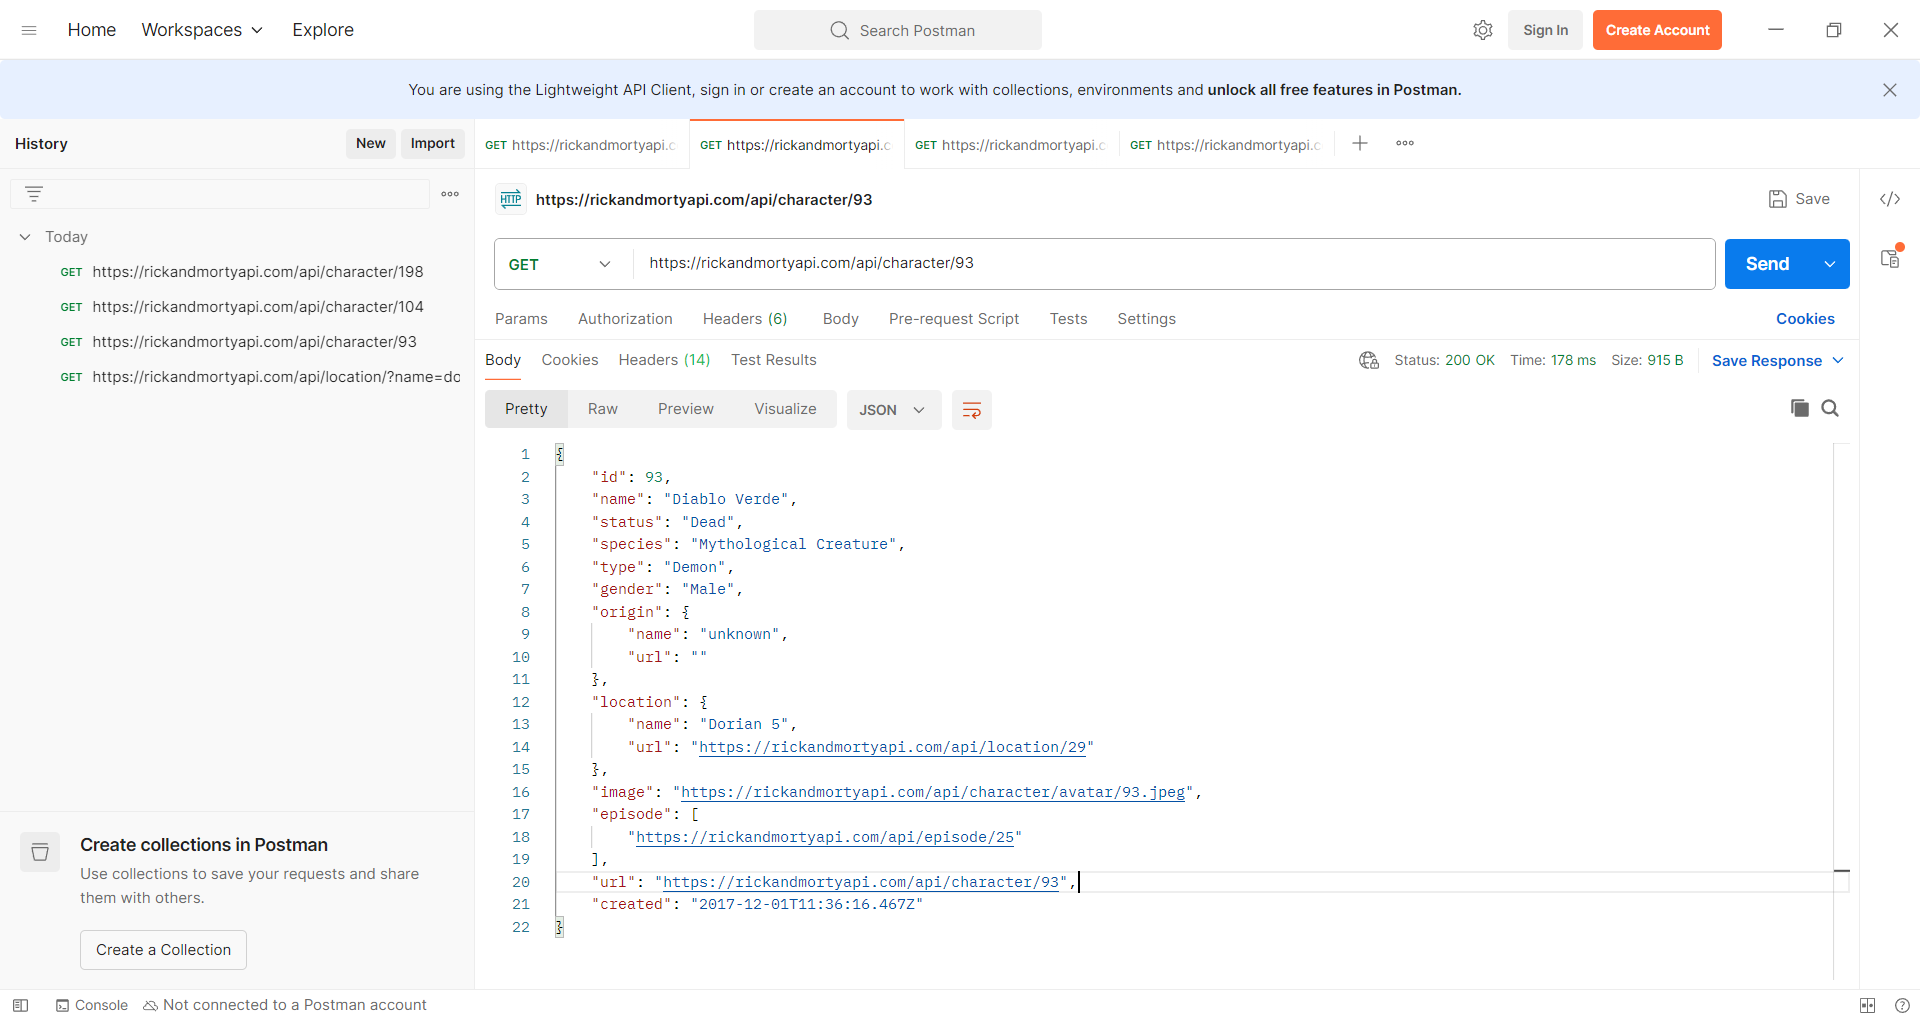 Home Workspaces Explore Search Postman Sign In Create Account
You are using the Lightweight API Client, sign in or create an account to work with collections, environments and unlock all free features in Postman.
History New Import
GET https://rickandmortyapi.c GET https://rickandmortyapi.c GET https://rickandmortyapi.c GET https://rickandmortyapi.c
HTTP https://rickandmortyapi.com/api/character/93 Save
Today
GET https://rickandmortyapi.com/api/character/198
GET https://rickandmortyapi.com/api/character/104
GET https://rickandmortyapi.com/api/character/93
GET https://rickandmortyapi.com/api/location/?name=do
GET https://rickandmortyapi.com/api/character/93 Send
Params Authorization Headers (6) Body Pre-request Script Tests Settings Cookies
Body Cookies Headers (14) Test Results Status: 200 OK Time: 178 ms Size: 915 B Save Response
Pretty Raw Preview Visualize JSON
1 {
2 "id": 93,
3 "name": "Diablo Verde",
4 "status": "Dead",
5 "species": "Mythological Creature",
6 "type": "Demon",
7 "gender": "Male",
8 "origin": {
9 "name": "unknown",
10 "url": ""
11 },
12 "location": {
13 "name": "Dorian 5",
14 "url": "https://rickandmortyapi.com/api/location/29"
15 },
16 "image": "https://rickandmortyapi.com/api/character/avatar/93.jpeg",
17 "episode": [
18 "https://rickandmortyapi.com/api/episode/25"
19 ],
20 "url": "https://rickandmortyapi.com/api/character/93",
21 "created": "2017-12-01T11:36:16.467Z"
22 }
Create collections in Postman
Use collections to save your requests and share
them with others.
Create a Collection
Console Not connected to a Postman account